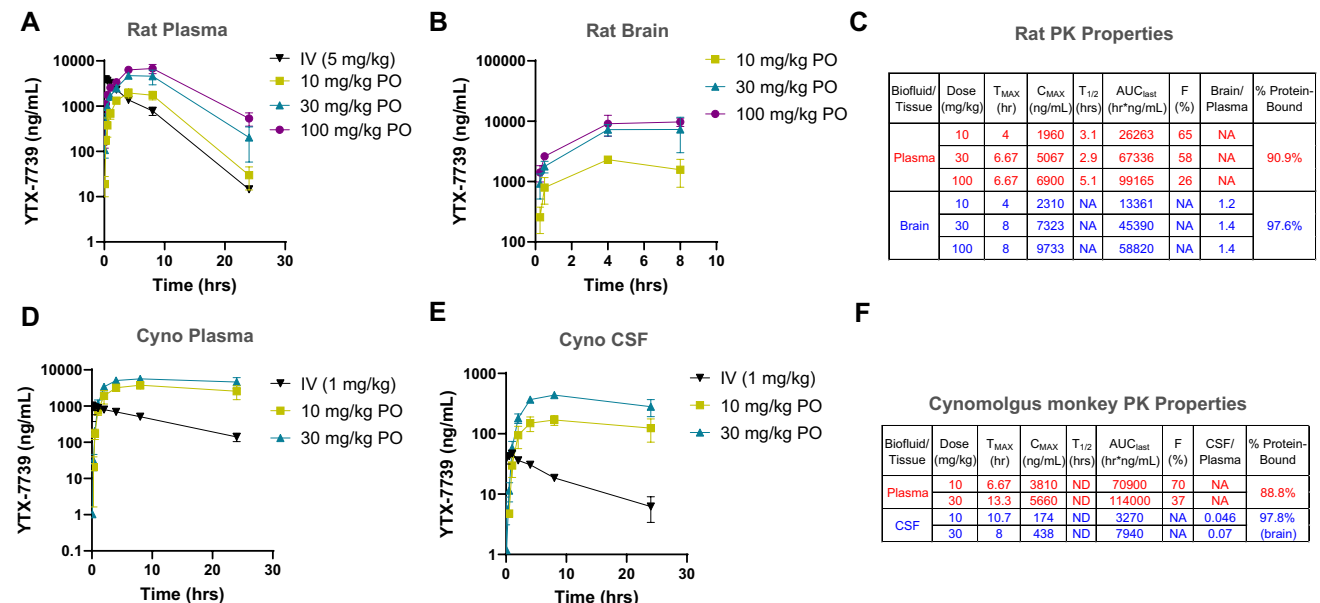 A
Rat Plasma
YTX-7739 (ng/mL)
10000
1000
100
10
1
0 10 20 30
Time (hrs)
IV (5 mg/kg)
10 mg/kg PO
30 mg/kg PO
100 mg/kg PO
B
Rat Brain
YTX-7739 (ng/mL)
100000
10000
1000
100
0 2 4 6 8 10
Time (hrs)
10 mg/kg PO
30 mg/kg PO
100 mg/kg PO
C
Rat PK Properties
Biofluid/ Dose TMAX CMAX T1/2 AUClast F Brain/ % Protein-
Tissue (mg/kg) (hr) (ng/mL) (hrs) (hr*ng/mL) (%) Plasma Bound
10 4 1960 3.1 26263 65 NA
Plasma 30 6.67 5067 2.9 67336 58 NA 90.9%
100 6.67 6900 5.1 99165 26 NA
10 4 2310 NA 13361 NA 1.2
Brain 30 8 7323 NA 45390 NA 1.4 97.6%
100 8 9733 NA 58820 NA 1.4
D
Cyno Plasma
YTX-7739 (ng/mL)
10000
1000
100
10
1
0.1
0 10 20 30
Time (hrs)
IV (1 mg/kg)
10 mg/kg PO
30 mg/kg PO
E
Cyno CSF
YTX-7739 (ng/mL)
1000
100
10
1
0 10 20 30
Time (hrs)
IV (1 mg/kg)
10 mg/kg PO
30 mg/kg PO
F
Cynomolgus monkey PK Properties
Biofluid/ Dose TMAX CMAX T1/2 AUClast F CSF/ % Protein-
Tissue (mg/kg) (hr) (ng/mL) (hrs) (hr*ng/mL) (%) Plasma Bound
Plasma 10 6.67 3810 ND 70900 70 NA 88.8%
30 13.3 5660 ND 114000 37 NA
CSF 10 10.7 174 ND 3270 NA 0.046 97.8%
30 8 438 ND 7940 NA 0.07 (brain)